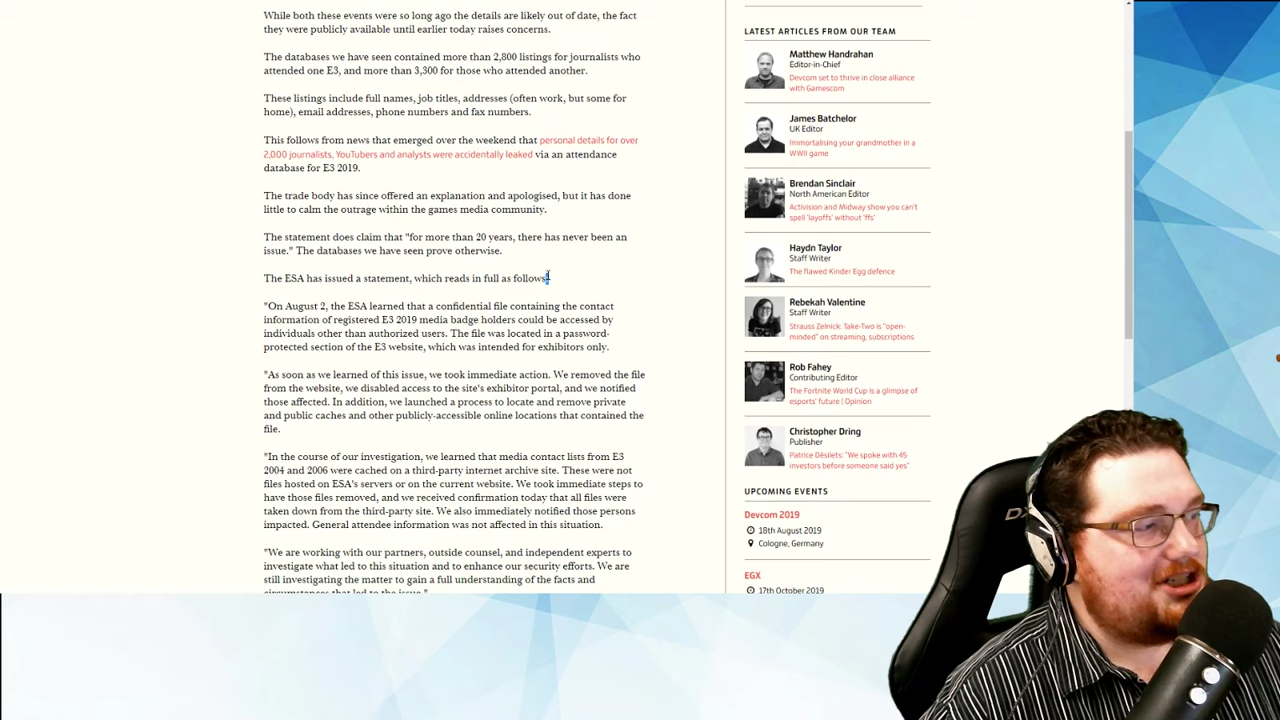 While both these events were so long ago the details are likely out of date, the fact
they were publicly available until earlier today raises concerns.
The databases we have seen contained more than 2,800 listings for journalists who
attended one E3, and more than 3,300 for those who attended another.
These listings include full names, job titles, addresses (often work, but some for
home), email addresses, phone numbers and fax numbers.
This follows from news that emerged over the weekend that personal details for over
2,000 journalists, YouTubers and analysts were accidentally leaked via an attendance
database for E3 2019.
The trade body has since offered an explanation and apologised, but it has done
little to calm the outrage within the games media community.
The statement does claim that "for more than 20 years, there has never been an
issue." The databases we have seen prove otherwise.
The ESA has issued a statement, which reads in full as follows:
"On August 2, the ESA learned that a confidential file containing the contact
information of registered E3 2019 media badge holders could be accessed by
individuals other than authorized users. The file was located in a password-
protected section of the E3 website, which was intended for exhibitors only.
"As soon as we learned of this issue, we took immediate action. We removed the file
from the website, we disabled access to the site's exhibitor portal, and we notified
those affected. In addition, we launched a process to locate and remove private
and public caches and other publicly-accessible online locations that contained the
file.
"In the course of our investigation, we learned that media contact lists from E3
2004 and 2006 were cached on a third-party internet archive site. These were not
files hosted on ESA's servers or on the current website. We took immediate steps to
have those files removed, and we received confirmation today that all files were
taken down from the third-party site. We also immediately notified those persons
impacted. General attendee information was not affected in this situation.
"We are working with our partners, outside counsel, and independent experts to
investigate what led to this situation and to enhance our security efforts. We are
still investigating the matter to gain a full understanding of the facts and
circumstances that led to the issue."
LATEST ARTICLES FROM OUR TEAM
Matthew Handrahan
Editor-in-Chief
Devcom set to thrive in close alliance
with Gamescom
James Batchelor
UK Editor
Immortalising your grandmother in a
WWII game
Brendan Sinclair
North American Editor
Activision and Midway show you can't
spell 'layoffs' without 'ffs'
Haydn Taylor
Staff Writer
The flawed Kinder Egg defence
Rebekah Valentine
Staff Writer
Strauss Zelnick: Take-Two is "open-
minded" on streaming, subscriptions
Rob Fahey
Contributing Editor
The Fortnite World Cup is a glimpse of
esports' future | Opinion
Christopher Dring
Publisher
Patrice Désilets: "We spoke with 45
investors before someone said yes"
UPCOMING EVENTS
Devcom 2019
18th August 2019
Cologne, Germany
EGX
17th October 2019